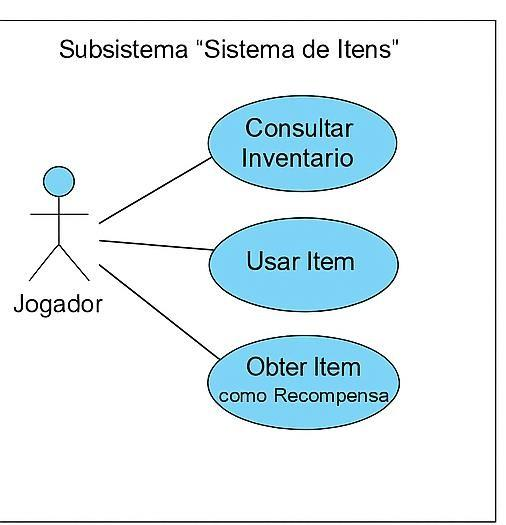 Subsistema "Sistema de Itens"
Consultar
Inventario
Usar Item
Jogador
Obter Item
como Recompensa